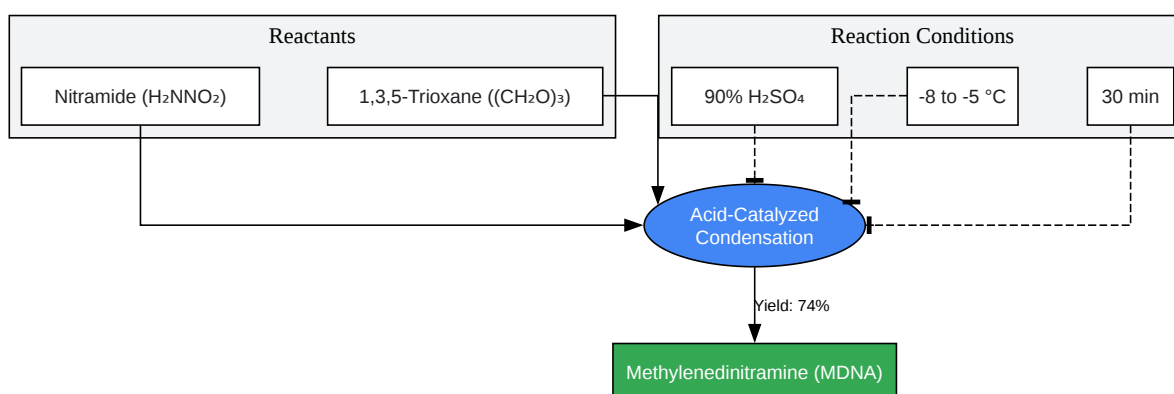 Reactants
Reaction Conditions
Nitramide (H₂NNO₂)
1,3,5-Trioxane ((CH₂O)₃)
90% H₂SO₄
-8 to -5 °C
30 min
Acid-Catalyzed
Condensation
Yield: 74%
Methylenedinitramine (MDNA)